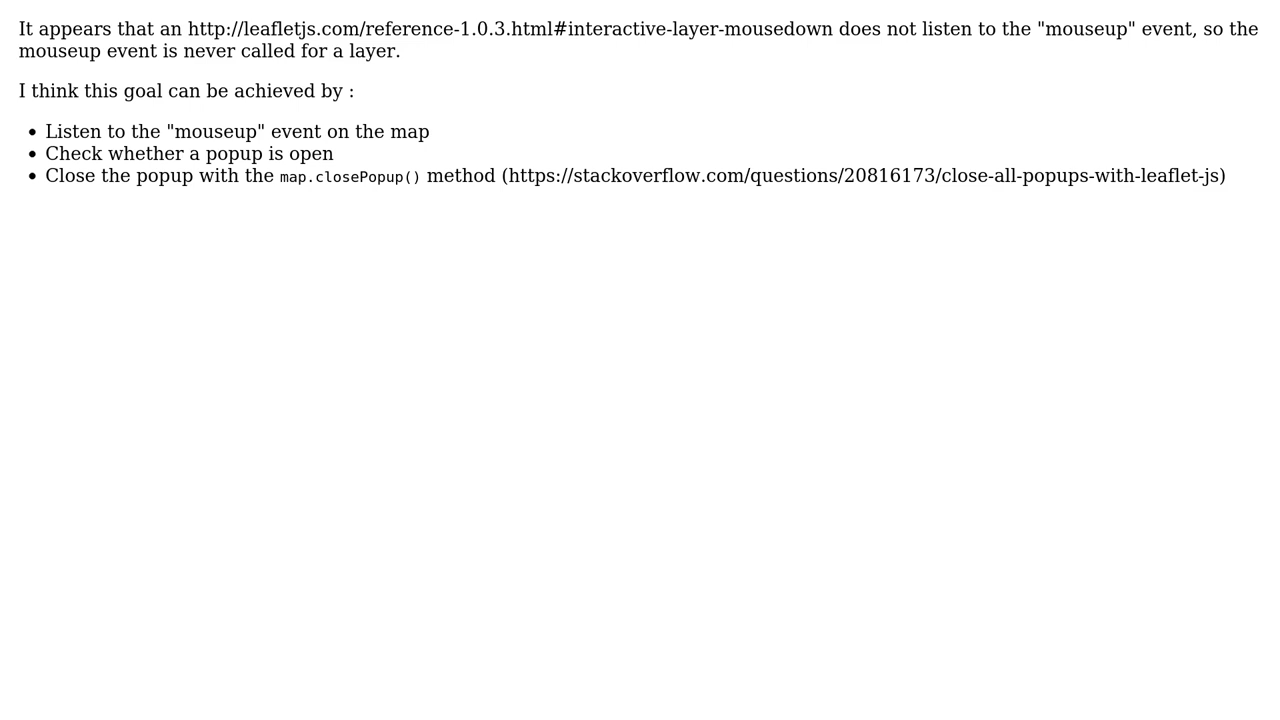 It appears that an http://leafletjs.com/reference-1.0.3.html#interactive-layer-mousedown does not listen to the "mouseup" event, so the
mouseup event is never called for a layer.
I think this goal can be achieved by :
• Listen to the "mouseup" event on the map
• Check whether a popup is open
• Close the popup with the map.closePopup() method (https://stackoverflow.com/questions/20816173/close-all-popups-with-leaflet-js)